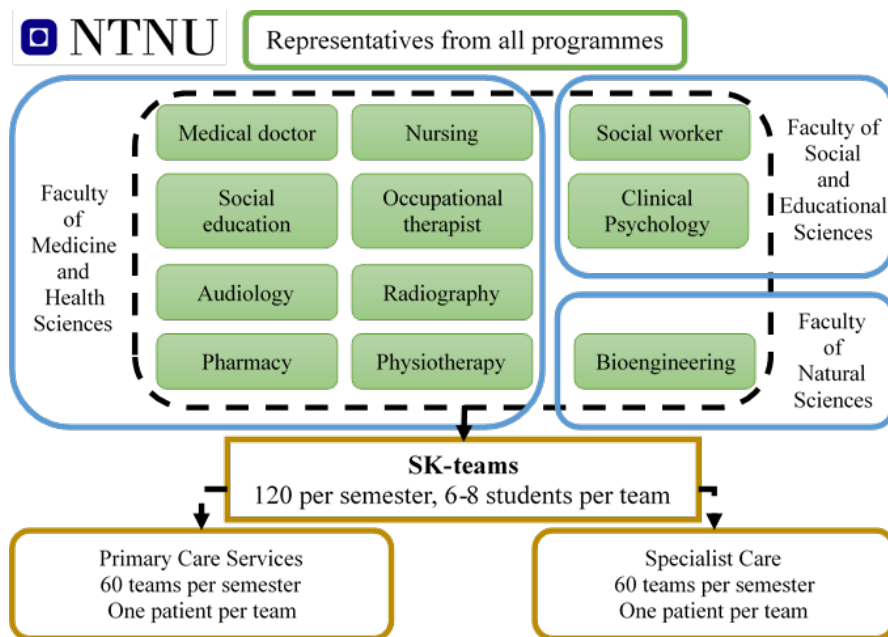 NTNU
Representatives from all programmes
Faculty
of
Medicine
and
Health
Sciences
Medical doctor
Nursing
Social
education
Occupational
therapist
Audiology
Radiography
Pharmacy
Physiotherapy
Social worker
Clinical
Psychology
Faculty of
Social
and
Educational
Sciences
Bioengineering
Faculty
of
Natural
Sciences
SK-teams
120 per semester, 6-8 students per team
Primary Care Services
60 teams per semester
One patient per team
Specialist Care
60 teams per semester
One patient per team